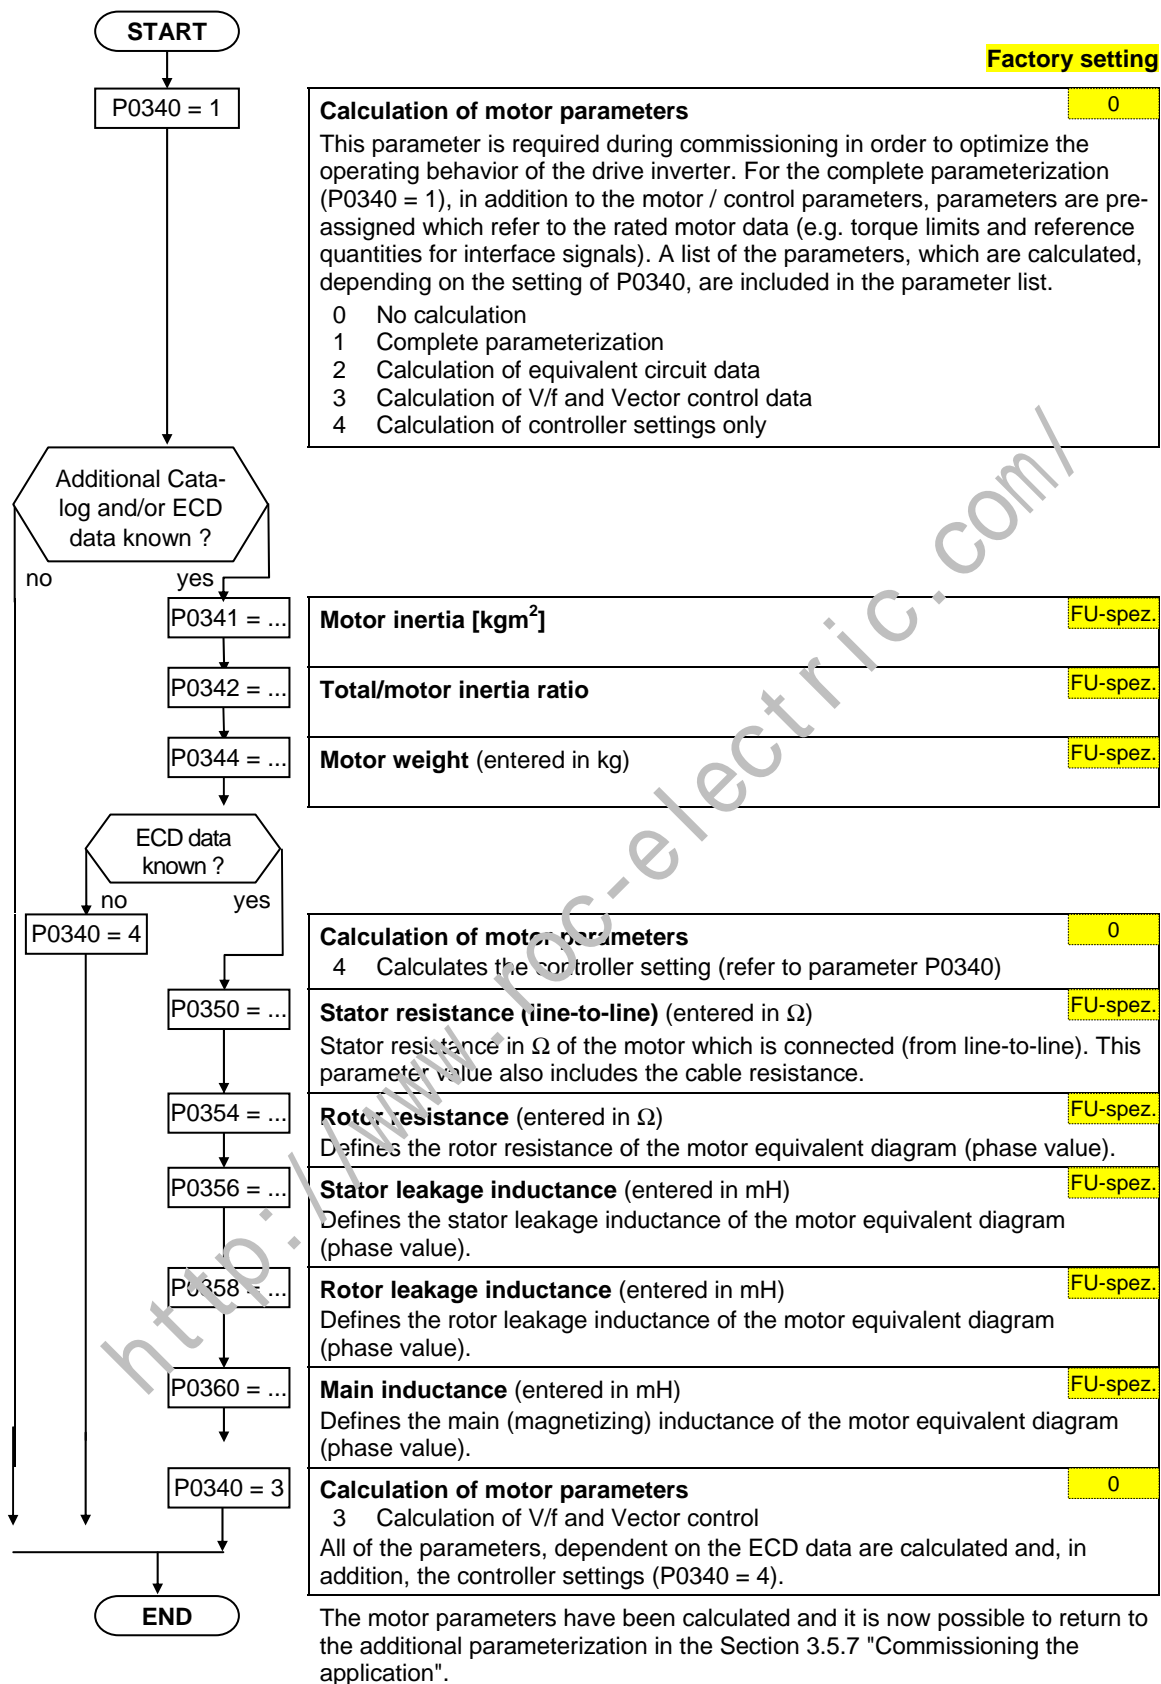 START
Factory setting
P0340 = 1
Calculation of motor parameters
0
This parameter is required during commissioning in order to optimize the
operating behavior of the drive inverter. For the complete parameterization
(P0340 = 1), in addition to the motor / control parameters, parameters are pre-
assigned which refer to the rated motor data (e.g. torque limits and reference
quantities for interface signals). A list of the parameters, which are calculated,
depending on the setting of P0340, are included in the parameter list.
0 No calculation
1 Complete parameterization
2 Calculation of equivalent circuit data
3 Calculation of V/f and Vector control data
4 Calculation of controller settings only
Additional Cata-
log and/or ECD
data known ?
no yes
P0341 = ...
Motor inertia [kgm²]
FU-spez.
P0342 = ...
Total/motor inertia ratio
FU-spez.
P0344 = ...
Motor weight (entered in kg)
FU-spez.
ECD data
known ?
no yes
P0340 = 4
Calculation of motor parameters
0
4 Calculates the controller setting (refer to parameter P0340)
P0350 = ...
Stator resistance (line-to-line) (entered in Ω)
FU-spez.
Stator resistance in Ω of the motor which is connected (from line-to-line). This
parameter value also includes the cable resistance.
P0354 = ...
Rotor resistance (entered in Ω)
FU-spez.
Defines the rotor resistance of the motor equivalent diagram (phase value).
P0356 = ...
Stator leakage inductance (entered in mH)
FU-spez.
Defines the stator leakage inductance of the motor equivalent diagram
(phase value).
P0358 = ...
Rotor leakage inductance (entered in mH)
FU-spez.
Defines the rotor leakage inductance of the motor equivalent diagram
(phase value).
P0360 = ...
Main inductance (entered in mH)
FU-spez.
Defines the main (magnetizing) inductance of the motor equivalent diagram
(phase value).
P0340 = 3
Calculation of motor parameters
0
3 Calculation of V/f and Vector control
All of the parameters, dependent on the ECD data are calculated and, in
addition, the controller settings (P0340 = 4).
END
The motor parameters have been calculated and it is now possible to return to
the additional parameterization in the Section 3.5.7 "Commissioning the
application".
http://www.roc-electric.com/